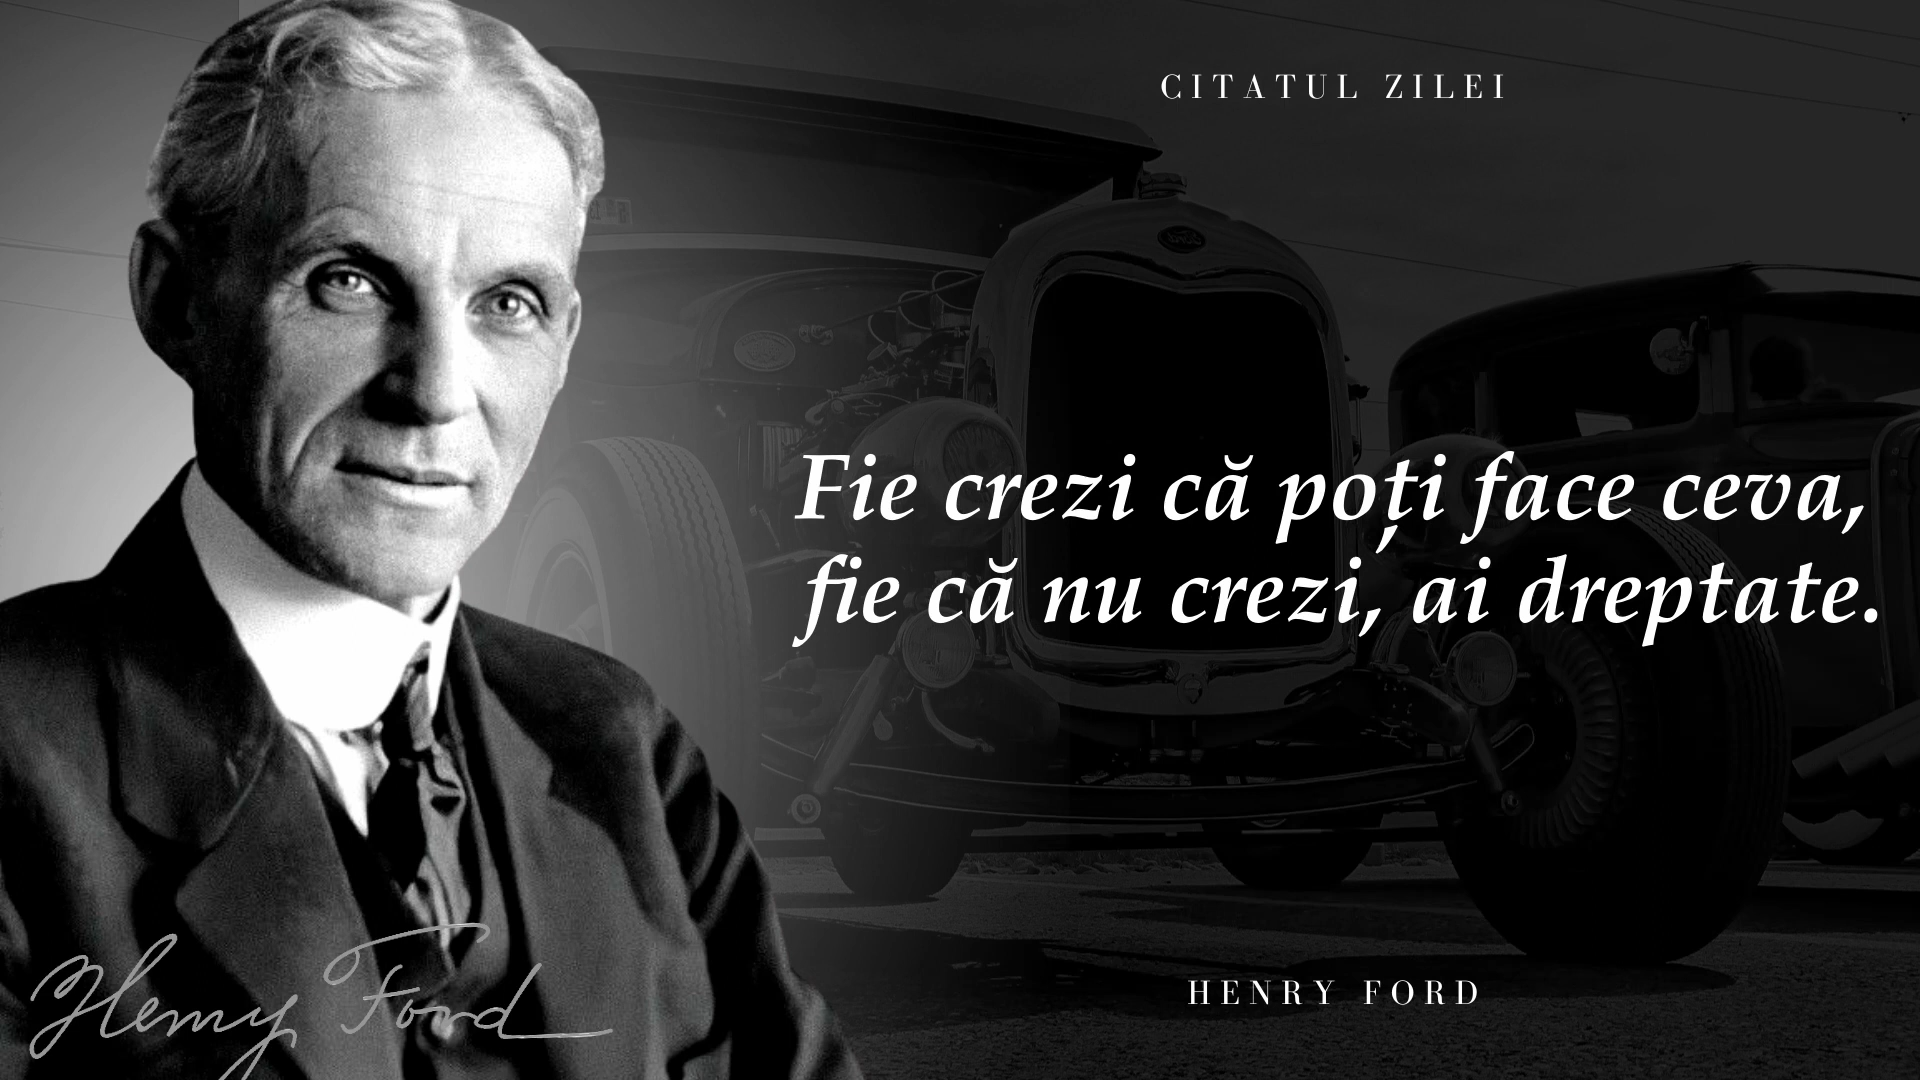 CITATUL ZILEI
Fie crezi că poți face ceva,
fie că nu crezi, ai dreptate.
HENRY FORD
Henry Ford